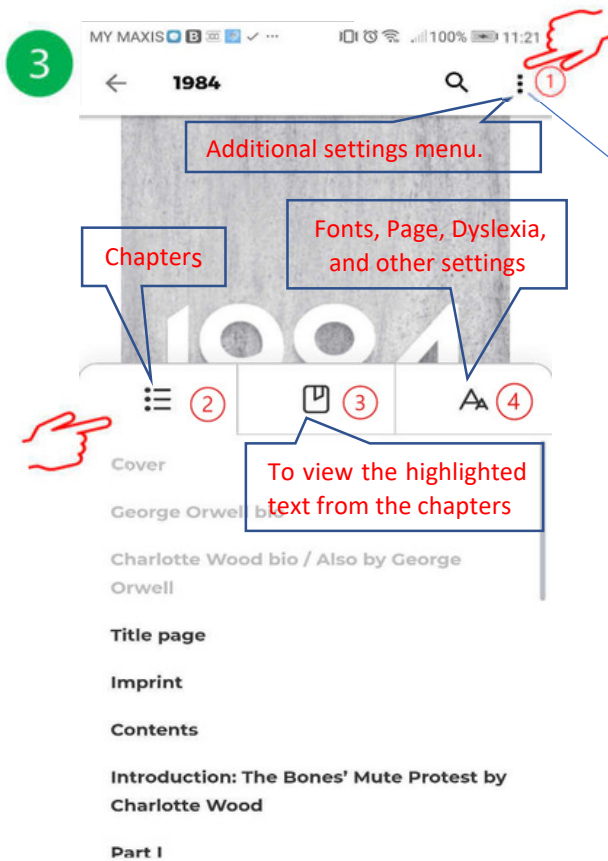 3
MY MAXIS B ... 100% 11:21
1984
1
Additional settings menu.
Fonts, Page, Dyslexia,
and other settings
Chapters
1984
2
3
AA 4
Cover
To view the highlighted
text from the chapters
George Orwell bio
Charlotte Wood bio / Also by George
Orwell
Title page
Imprint
Contents
Introduction: The Bones' Mute Protest by
Charlotte Wood
Part I